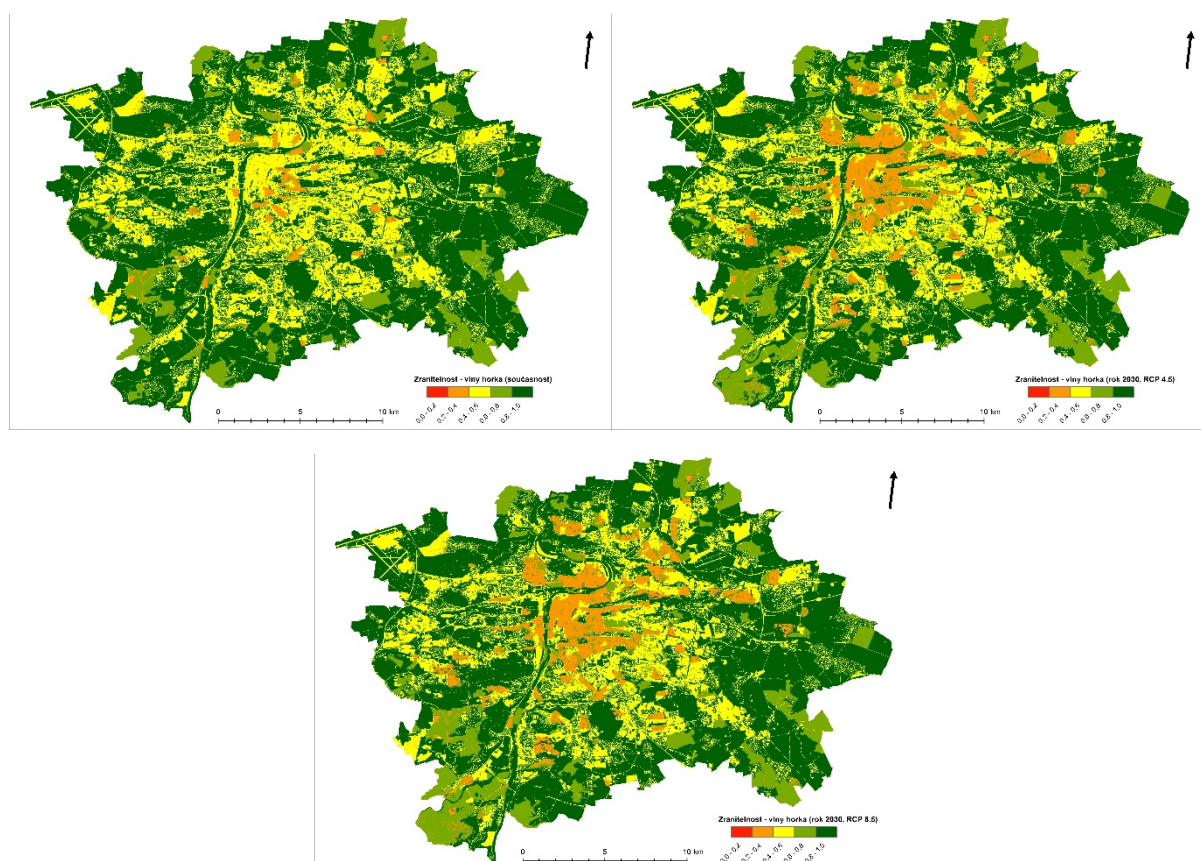 Zranitelnost - vlny horka (současnost)
0,0 - 0,2
0,2 - 0,4
0,4 - 0,6
0,6 - 0,8
0,8 - 1,0
0 5 10 km
Zranitelnost - vlny horka (rok 2030, RCP 4.5)
0,0 - 0,2
0,2 - 0,4
0,4 - 0,6
0,6 - 0,8
0,8 - 1,0
0 5 10 km
Zranitelnost - vlny horka (rok 2030, RCP 8.5)
0,0 - 0,2
0,2 - 0,4
0,4 - 0,6
0,6 - 0,8
0,8 - 1,0
0 5 10 km